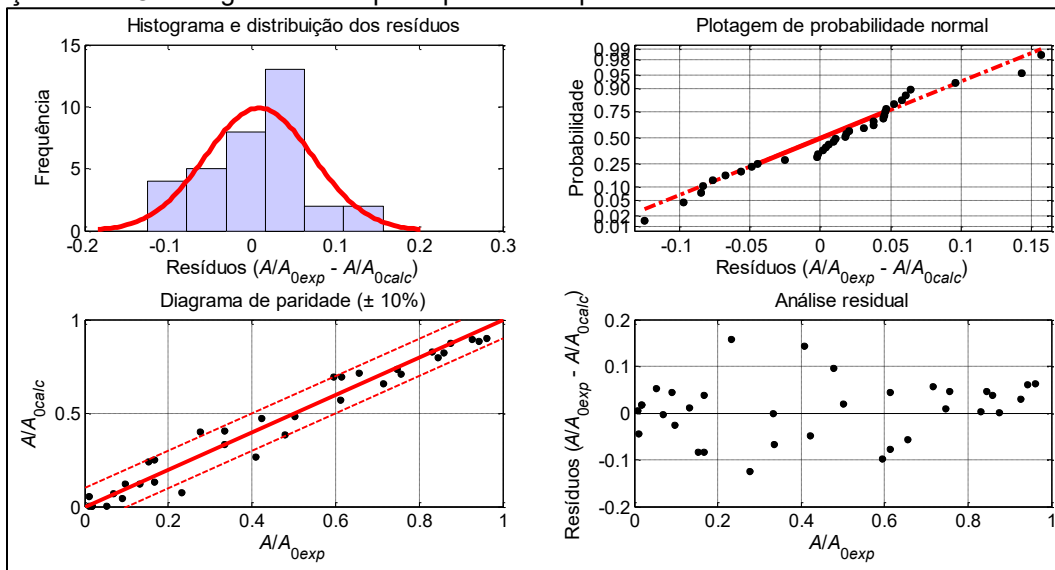 Histograma e distribuição dos resíduos
15
10
5
0
-0.2 -0.1 0 0.1 0.2 0.3
Frequência
Resíduos (A/A0exp - A/A0calc)
Plotagem de probabilidade normal
0.99
0.98
0.95
0.90
0.75
0.50
0.25
0.10
0.05
0.02
0.01
-0.1 -0.05 0 0.05 0.1 0.15
Probabilidade
Resíduos (A/A0exp - A/A0calc)
Diagrama de paridade (± 10%)
1
0.5
0
0 0.2 0.4 0.6 0.8 1
A/A0calc
A/A0exp
Análise residual
0.2
0.1
0
-0.1
-0.2
0 0.2 0.4 0.6 0.8 1
Resíduos (A/A0exp - A/A0calc)
A/A0exp